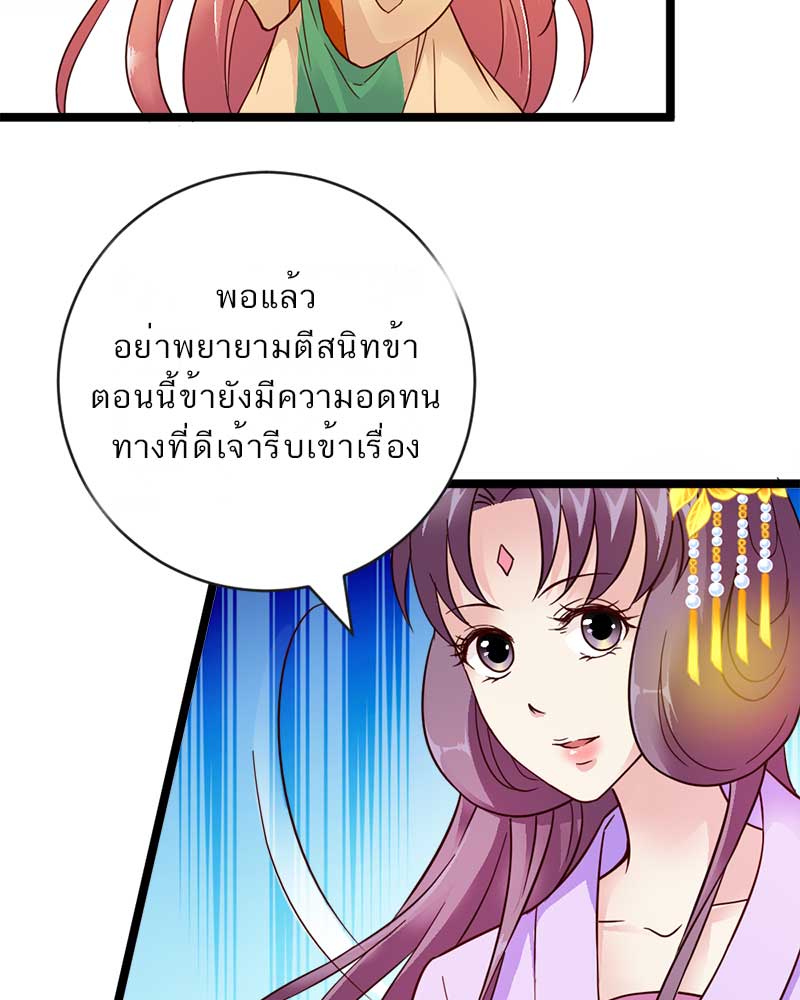 พอแล้ว
อย่าพยายามตีสนิทข้า
ตอนนี้ข้ายังมีความอดทน
ทางที่ดีเจ้ารีบเข้าเรื่อง